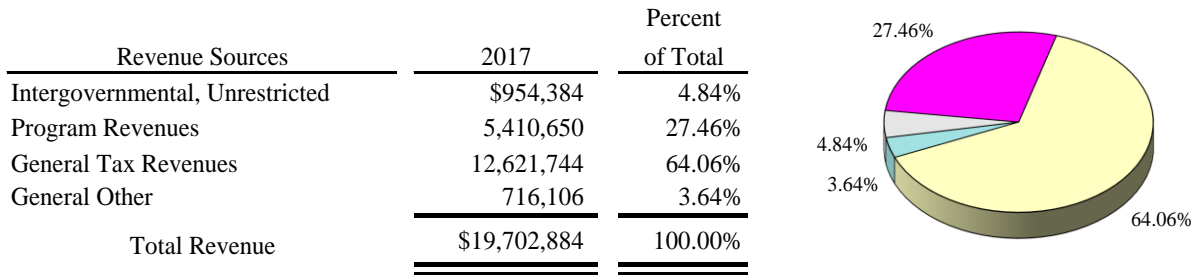 Percent
Revenue Sources 2017 of Total
Intergovernmental, Unrestricted $954,384 4.84%
Program Revenues 5,410,650 27.46%
General Tax Revenues 12,621,744 64.06%
General Other 716,106 3.64%
Total Revenue $19,702,884 100.00%
27.46%
4.84%
3.64%
64.06%